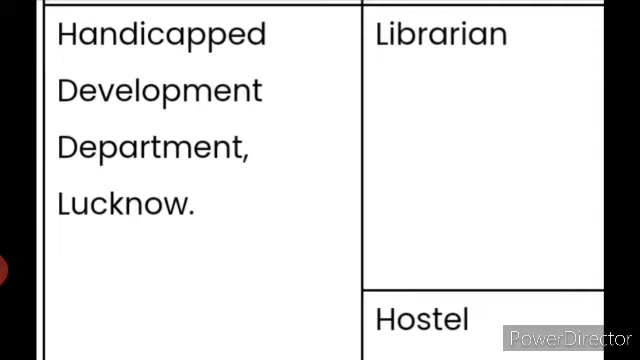 Handicapped
Development
Department,
Lucknow.
Librarian
Hostel
PowerDirector